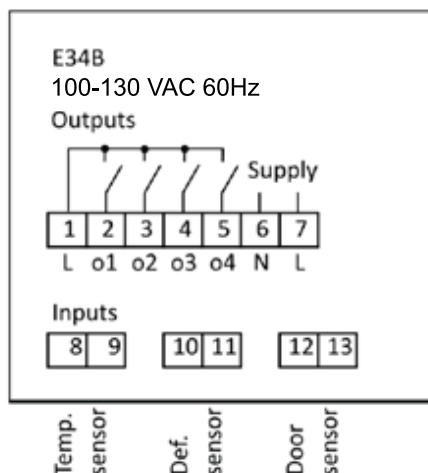 E34B
100-130 VAC 60Hz
Outputs
Supply
1 2 3 4 5 6 7
L o1 o2 o3 o4 N L
Inputs
8 9 10 11 12 13
Temp.
sensor
Def.
sensor
Door
sensor